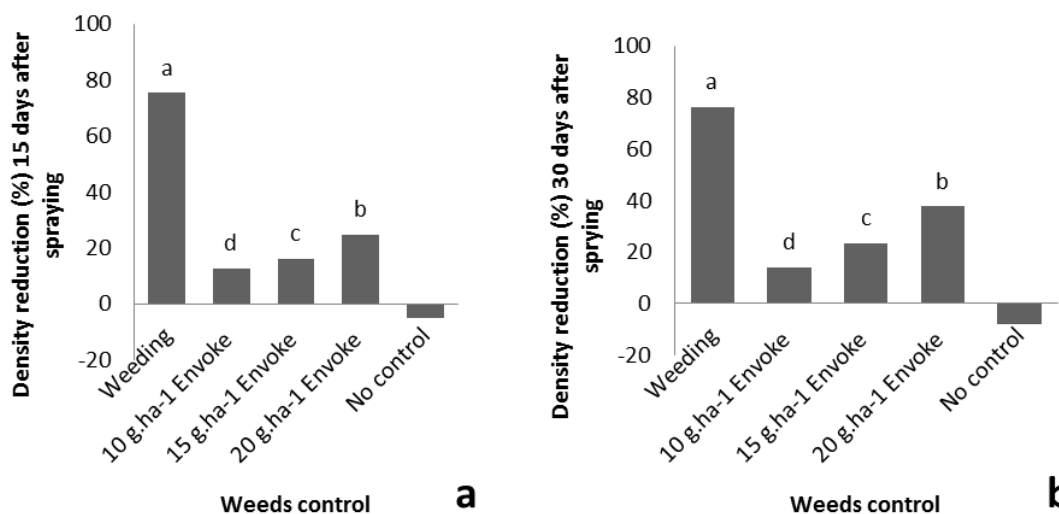 Density reduction (%) 15 days after
spraying
100
80
60
40
20
0
-20
a
d
c
b
Weeding
10 g.ha-1 Envoke
15 g.ha-1 Envoke
20 g.ha-1 Envoke
No control
Weeds control
a
Density reduction (%) 30 days after
sprying
100
80
60
40
20
0
-20
a
d
c
b
Weeding
10 g.ha-1 Envoke
15 g.ha-1 Envoke
20 g.ha-1 Envoke
No control
Weeds control
b